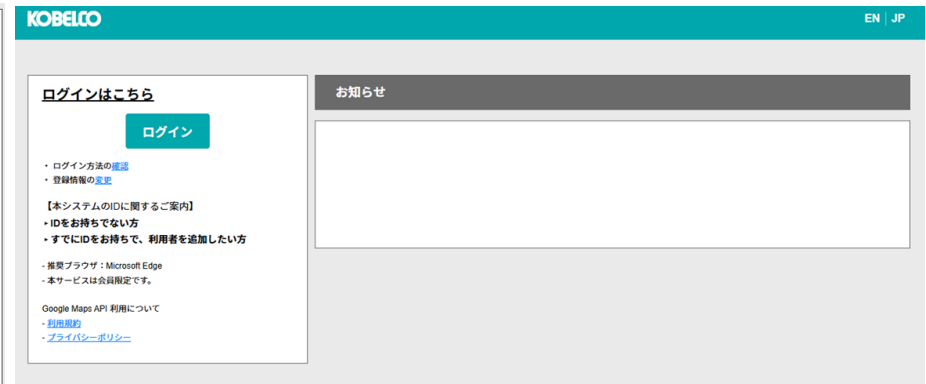 KOBELCO
EN | JP
ログインはこちら
ログイン
・ ログイン方法の確認
・ 登録情報の変更
【本システムのIDに関するご案内】
▸IDをお持ちでない方
▸すでにIDをお持ちで、利用者を追加したい方
- 推奨ブラウザ：Microsoft Edge
- 本サービスは会員限定です。
Google Maps API 利用について
- 利用規約
- プライバシーポリシー
お知らせ